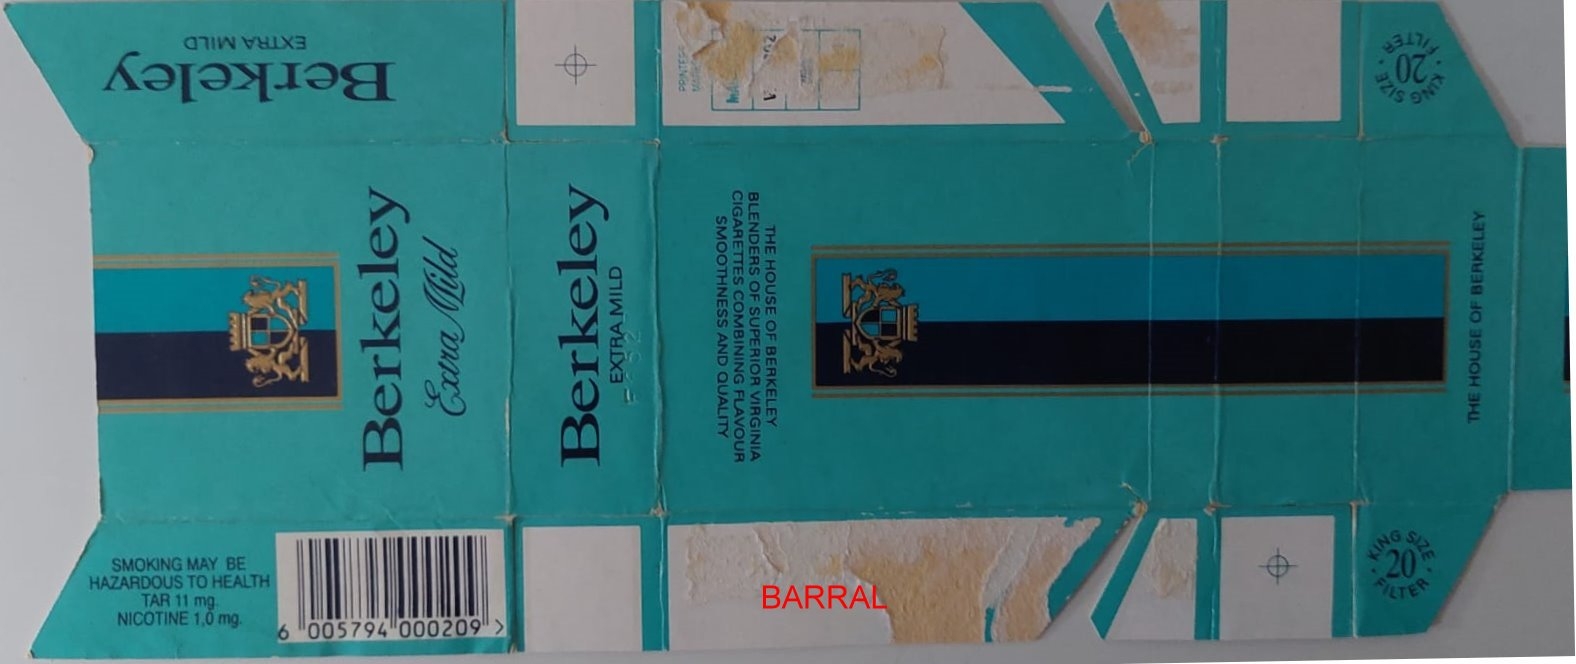 Berkeley
EXTRA MILD
Berkeley
Extra Mild
SMOKING MAY BE
HAZARDOUS TO HEALTH
TAR 11 mg.
NICOTINE 1,0 mg.
6 005794 000209 >
Berkeley
EXTRA MILD
THE HOUSE OF BERKELEY
BLENDERS OF SUPERIOR VIRGINIA
CIGARETTES COMBINING FLAVOUR
SMOOTHNESS AND QUALITY
BARRAL
KING SIZE
20
FILTER
THE HOUSE OF BERKELEY
KING SIZE
20
FILTER